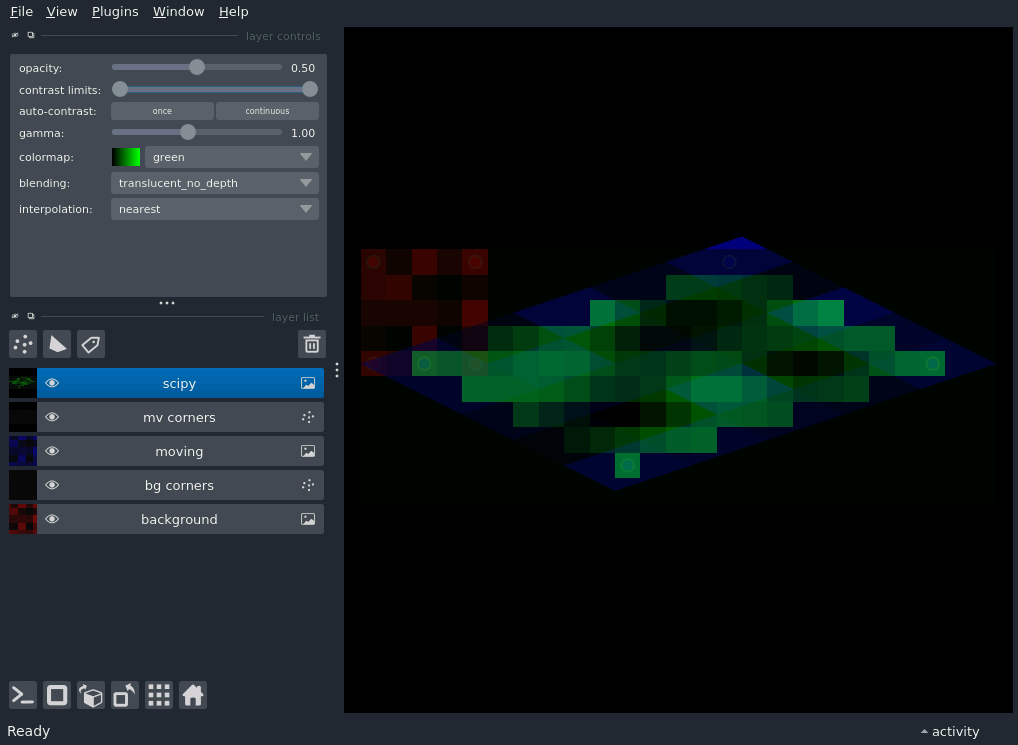 File View Plugins Window Help
layer controls
opacity: 0.50
contrast limits:
auto-contrast: once continuous
gamma: 1.00
colormap: green
blending: translucent_no_depth
interpolation: nearest
layer list
scipy
mv corners
moving
bg corners
background
Ready
activity